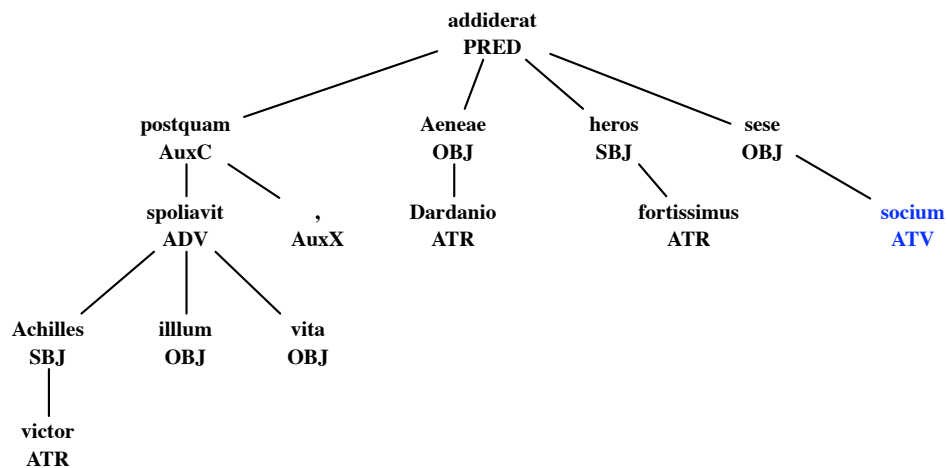 addiderat
PRED
postquam Aeneae heros sese
AuxC OBJ SBJ OBJ
spoliavit , Dardanio fortissimus socium
ADV AuxX ATR ATR ATV
Achilles illlum vita
SBJ OBJ OBJ
victor
ATR